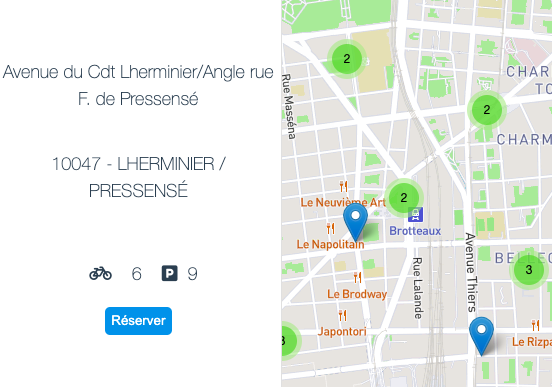 Avenue du Cdt Lherminier/Angle rue
F. de Pressensé
10047 - LHERMINIER /
PRESSENSÉ
6 P 9
Réserver
2
CHAR
TO
Rue Masséna
2
CHARM
Le Neuvième Art
2
Brotteaux
Le Napolitain
Avenue Thiers
BELLEC
3
Rue Lalande
Le Brodway
Japontori
3
Le Rizpa